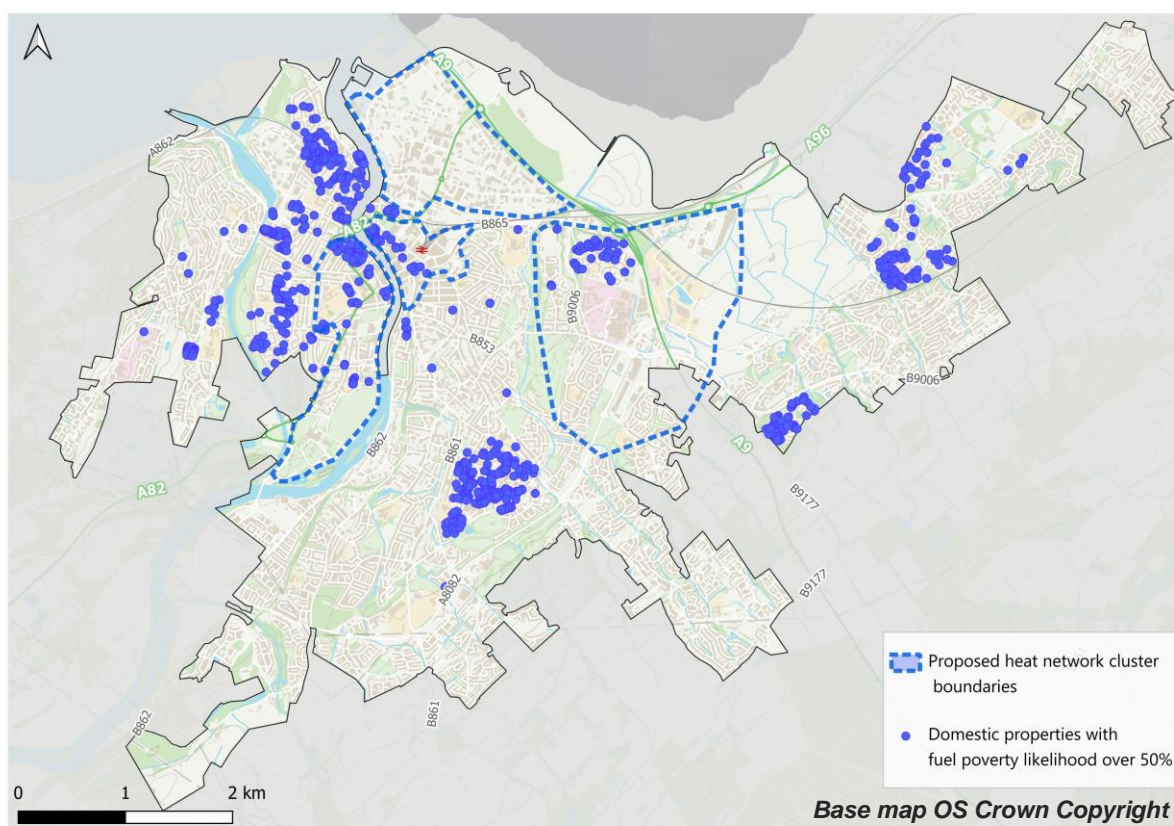 A9
A862
A96
A82
B865
B9006
B853
B9006
B862
B861
A9
A82
B9177
B9177
A8082
B861
B862
Proposed heat network cluster
boundaries
Domestic properties with
fuel poverty likelihood over 50%
0 1 2 km
Base map OS Crown Copyright